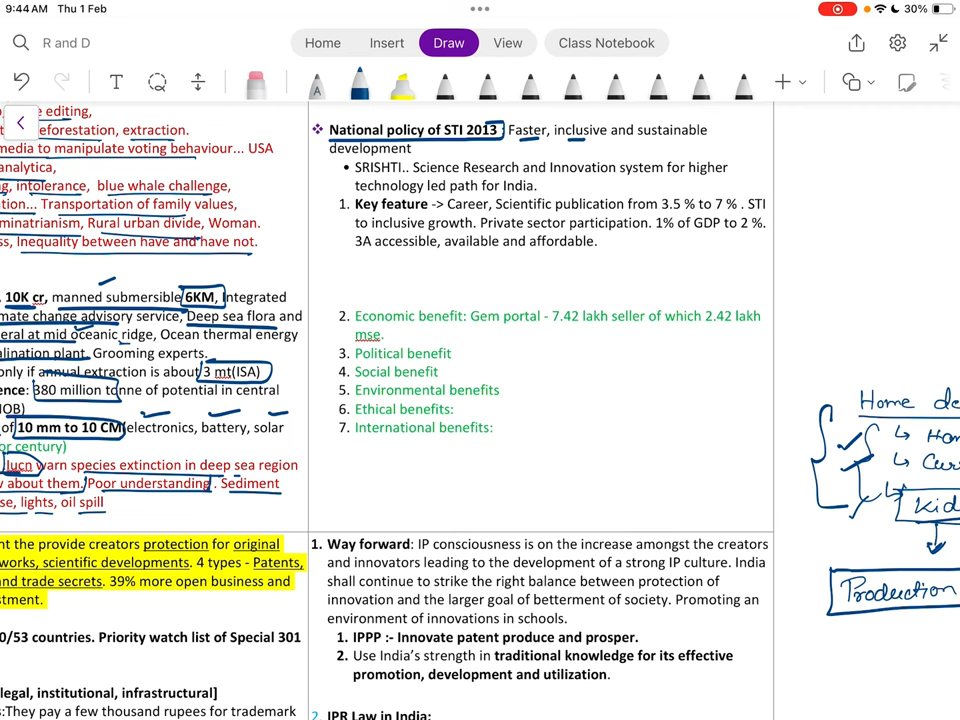 9:44 AM Thu 1 Feb
30%
R and D
Home Insert Draw View Class Notebook
editing,
eforestation, extraction.
media to manipulate voting behaviour... USA
analytica,
g, intolerance, blue whale challenge,
tion... Transportation of family values,
minatrianism, Rural urban divide, Woman.
ss, Inequality between have and have not.
10K cr, manned submersible 6KM, Integrated
mate change advisory service, Deep sea flora and
eral at mid oceanic ridge, Ocean thermal energy
alination plant. Grooming experts.
only if annual extraction is about 3 mt(ISA)
ence: 380 million tonne of potential in central
IOB)
of 10 mm to 10 CM electronics, battery, solar
or century)
Iucn warn species extinction in deep sea region
w about them. Poor understanding . Sediment
se, lights, oil spill
nt the provide creators protection for original
works, scientific developments. 4 types - Patents,
and trade secrets. 39% more open business and
stment.
0/53 countries. Priority watch list of Special 301
legal, institutional, infrastructural]
s:They pay a few thousand rupees for trademark
❖ National policy of STI 2013 : Faster, inclusive and sustainable
development
• SRISHTI.. Science Research and Innovation system for higher
technology led path for India.
1. Key feature -> Career, Scientific publication from 3.5 % to 7 % . STI
to inclusive growth. Private sector participation. 1% of GDP to 2 %.
3A accessible, available and affordable.
2. Economic benefit: Gem portal - 7.42 lakh seller of which 2.42 lakh
mse.
3. Political benefit
4. Social benefit
5. Environmental benefits
6. Ethical benefits:
7. International benefits:
1. Way forward: IP consciousness is on the increase amongst the creators
and innovators leading to the development of a strong IP culture. India
shall continue to strike the right balance between protection of
innovation and the larger goal of betterment of society. Promoting an
environment of innovations in schools.
1. IPPP :- Innovate patent produce and prosper.
2. Use India's strength in traditional knowledge for its effective
promotion, development and utilization.
2. IPR Law in India:
Home de
↳ Hom
↳ Curr
↳ Kid
Production